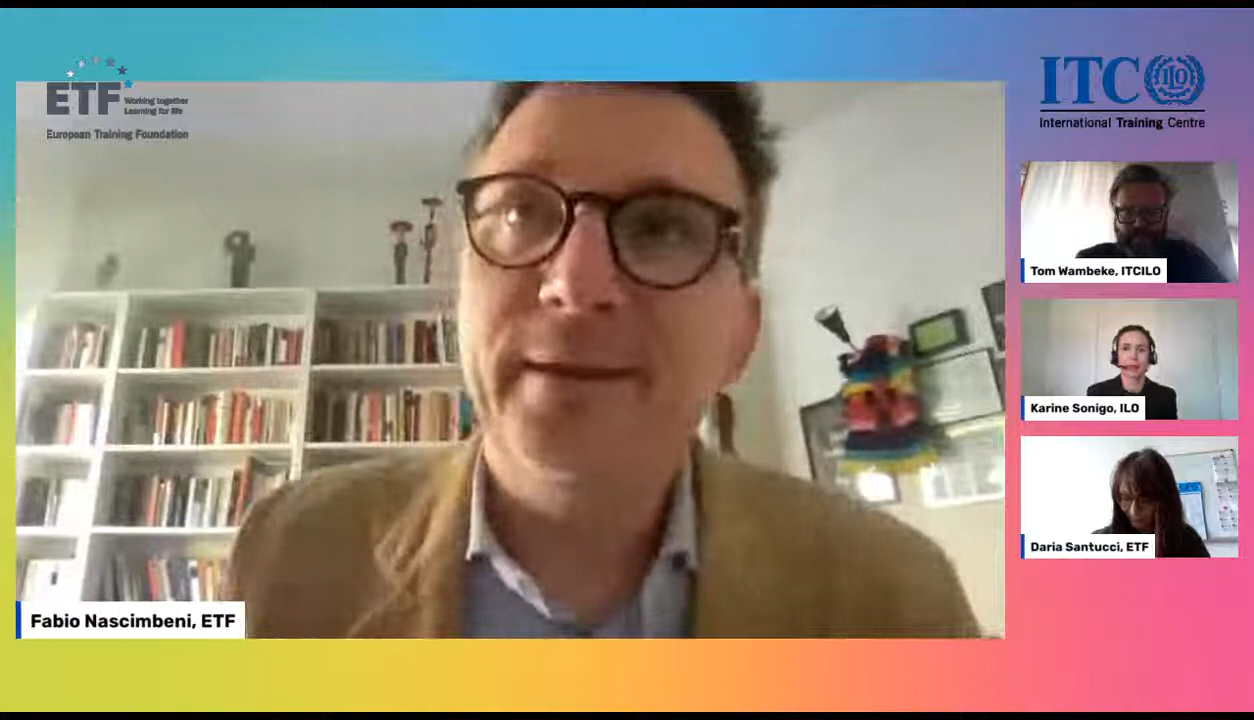 ETF
Working together
Learning for life
European Training Foundation
ITC
ILO
International Training Centre
Tom Wambeke, ITCILO
Karine Sonigo, ILO
Daria Santucci, ETF
Fabio Nascimbeni, ETF